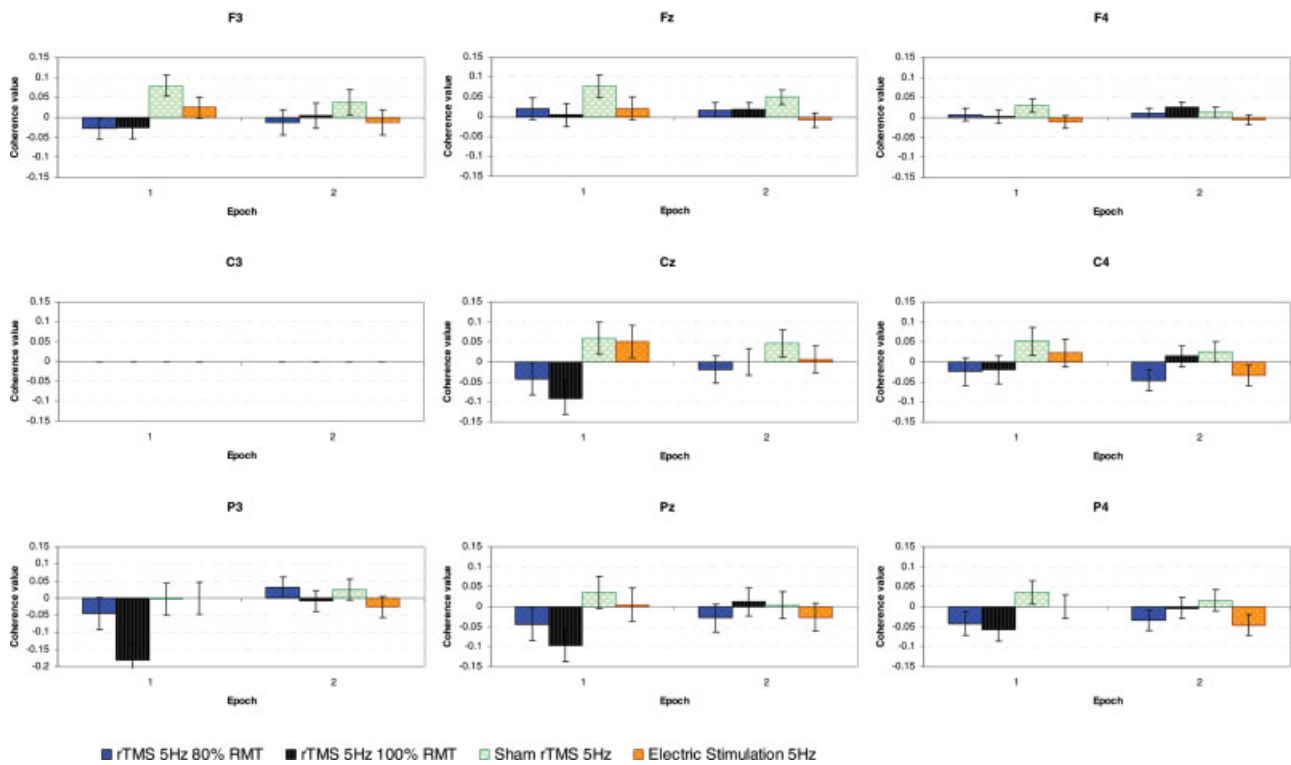 F3
Fz
F4
Coherence value
0.15
0.1
0.05
0
-0.05
-0.1
-0.15
1
2
Epoch
Coherence value
0.15
0.1
0.05
0
-0.05
-0.1
-0.15
1
2
Epoch
Coherence value
0.15
0.1
0.05
0
-0.05
-0.1
-0.15
1
2
Epoch
C3
Cz
C4
Coherence value
0.15
0.1
0.05
0
-0.05
-0.1
-0.15
1
2
Epoch
Coherence value
0.15
0.1
0.05
0
-0.05
-0.1
-0.15
1
2
Epoch
Coherence value
0.15
0.1
0.05
0
-0.05
-0.1
-0.15
1
2
Epoch
P3
Pz
P4
Coherence value
0.15
0.1
0.05
0
-0.05
-0.1
-0.15
-0.2
1
2
Epoch
Coherence value
0.15
0.1
0.05
0
-0.05
-0.1
-0.15
1
2
Epoch
Coherence value
0.15
0.1
0.05
0
-0.05
-0.1
-0.15
1
2
Epoch
rTMS 5Hz 80% RMT rTMS 5Hz 100% RMT Sham rTMS 5Hz Electric Stimulation 5Hz